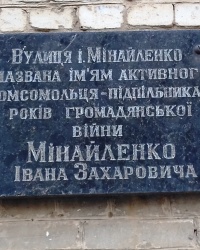 Вулиця І. Мінайленко
названа ім'ям активного
комсомольця-підпільника
років громадянської
війни
Мінайленко
Івана Захаровича